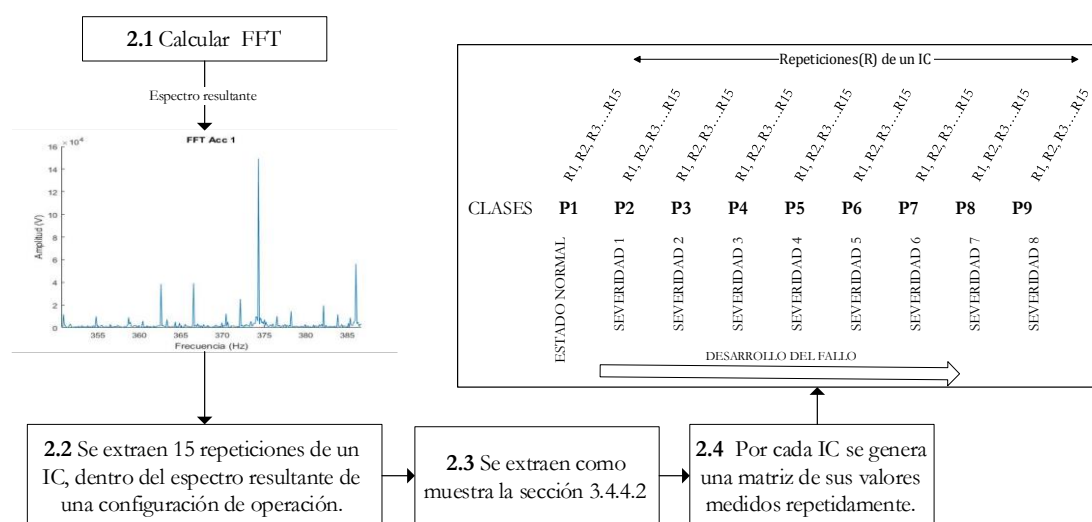 2.1 Calcular FFT
Espectro resultante
FFT Acc 1
× 10⁴
16
14
12
10
8
6
4
2
0
Amplitud (V)
355 360 365 370 375 380 385
Frecuencia (Hz)
2.2 Se extraen 15 repeticiones de un
IC, dentro del espectro resultante de
una configuración de operación.
2.3 Se extraen como
muestra la sección 3.4.4.2
2.4 Por cada IC se genera
una matriz de sus valores
medidos repetidamente.
Repeticiones(R) de un IC
R1, R2, R3….R15
R1, R2, R3….R15
R1, R2, R3….R15
R1, R2, R3….R15
R1, R2, R3….R15
R1, R2, R3….R15
R1, R2, R3….R15
R1, R2, R3….R15
R1, R2, R3….R15
CLASES P1 P2 P3 P4 P5 P6 P7 P8 P9
ESTADO NORMAL
SEVERIDAD 1
SEVERIDAD 2
SEVERIDAD 3
SEVERIDAD 4
SEVERIDAD 5
SEVERIDAD 6
SEVERIDAD 7
SEVERIDAD 8
DESARROLLO DEL FALLO